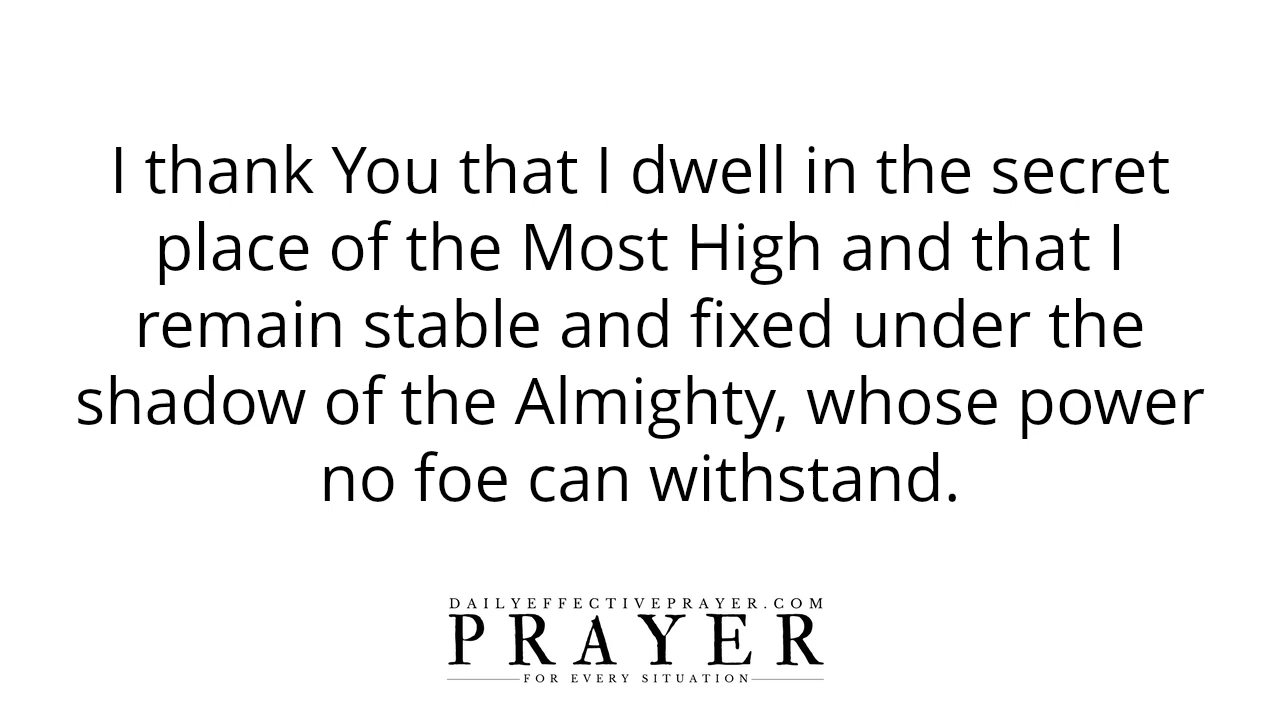 I thank You that I dwell in the secret
place of the Most High and that I
remain stable and fixed under the
shadow of the Almighty, whose power
no foe can withstand.
DAILYEFFECTIVEPRAYER.COM
PRAYER
FOR EVERY SITUATION